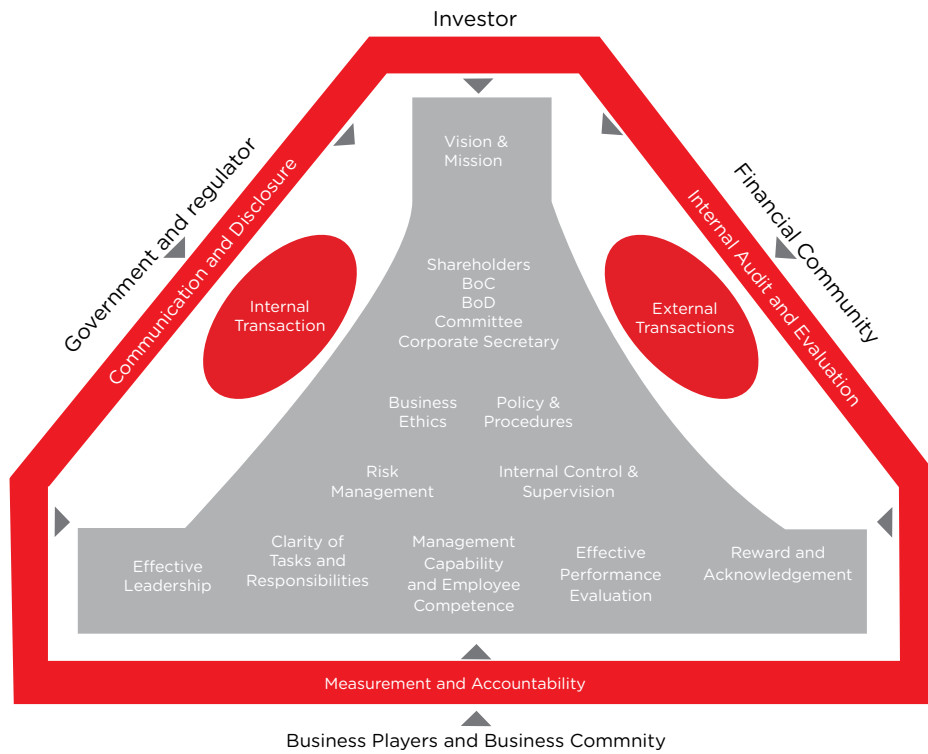 Investor
Government and regulator
Communication and Disclosure
Financial Community
Internal Audit and Evaluation
Vision &
Mission
Internal
Transaction
Shareholders
BoC
BoD
Committee
Corporate Secretary
External
Transactions
Business
Ethics
Policy &
Procedures
Risk
Management
Internal Control &
Supervision
Effective
Leadership
Clarity of
Tasks and
Responsibilities
Management
Capability
and Employee
Competence
Effective
Performance
Evaluation
Reward and
Acknowledgement
Measurement and Accountability
Business Players and Business Commnity